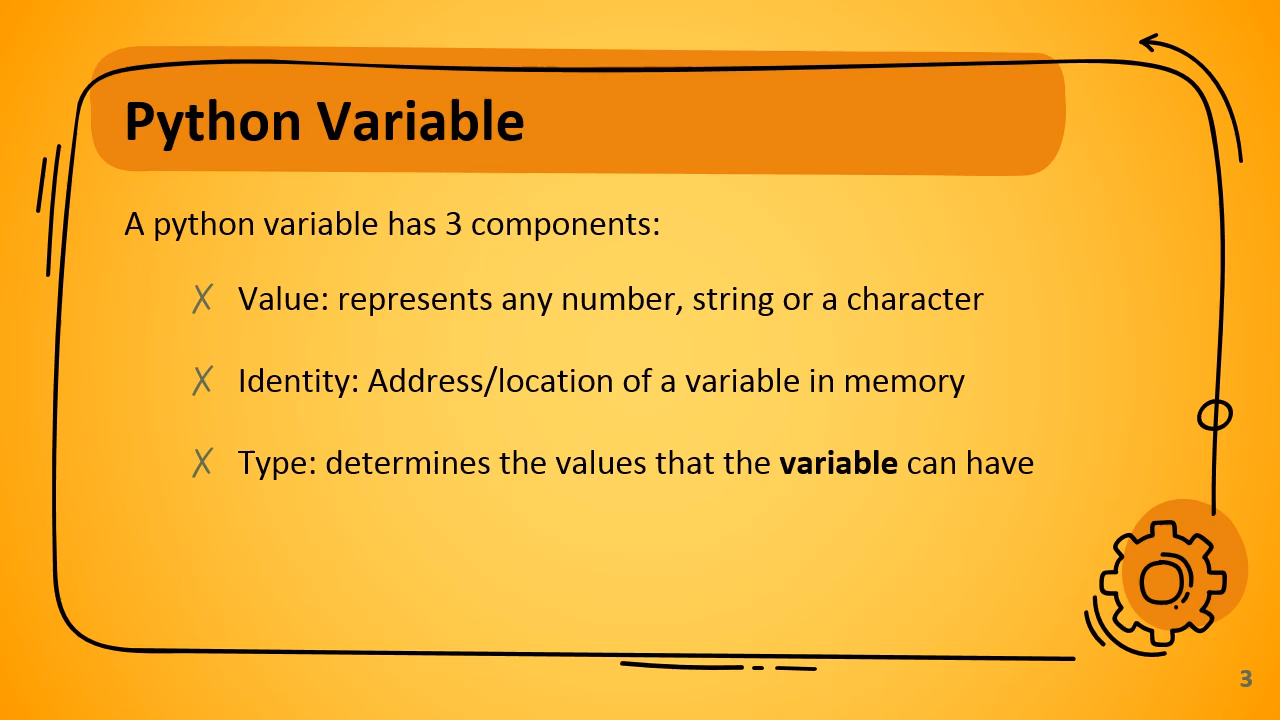 Python Variable
A python variable has 3 components:
Value: represents any number, string or a character
Identity: Address/location of a variable in memory
Type: determines the values that the variable can have
3